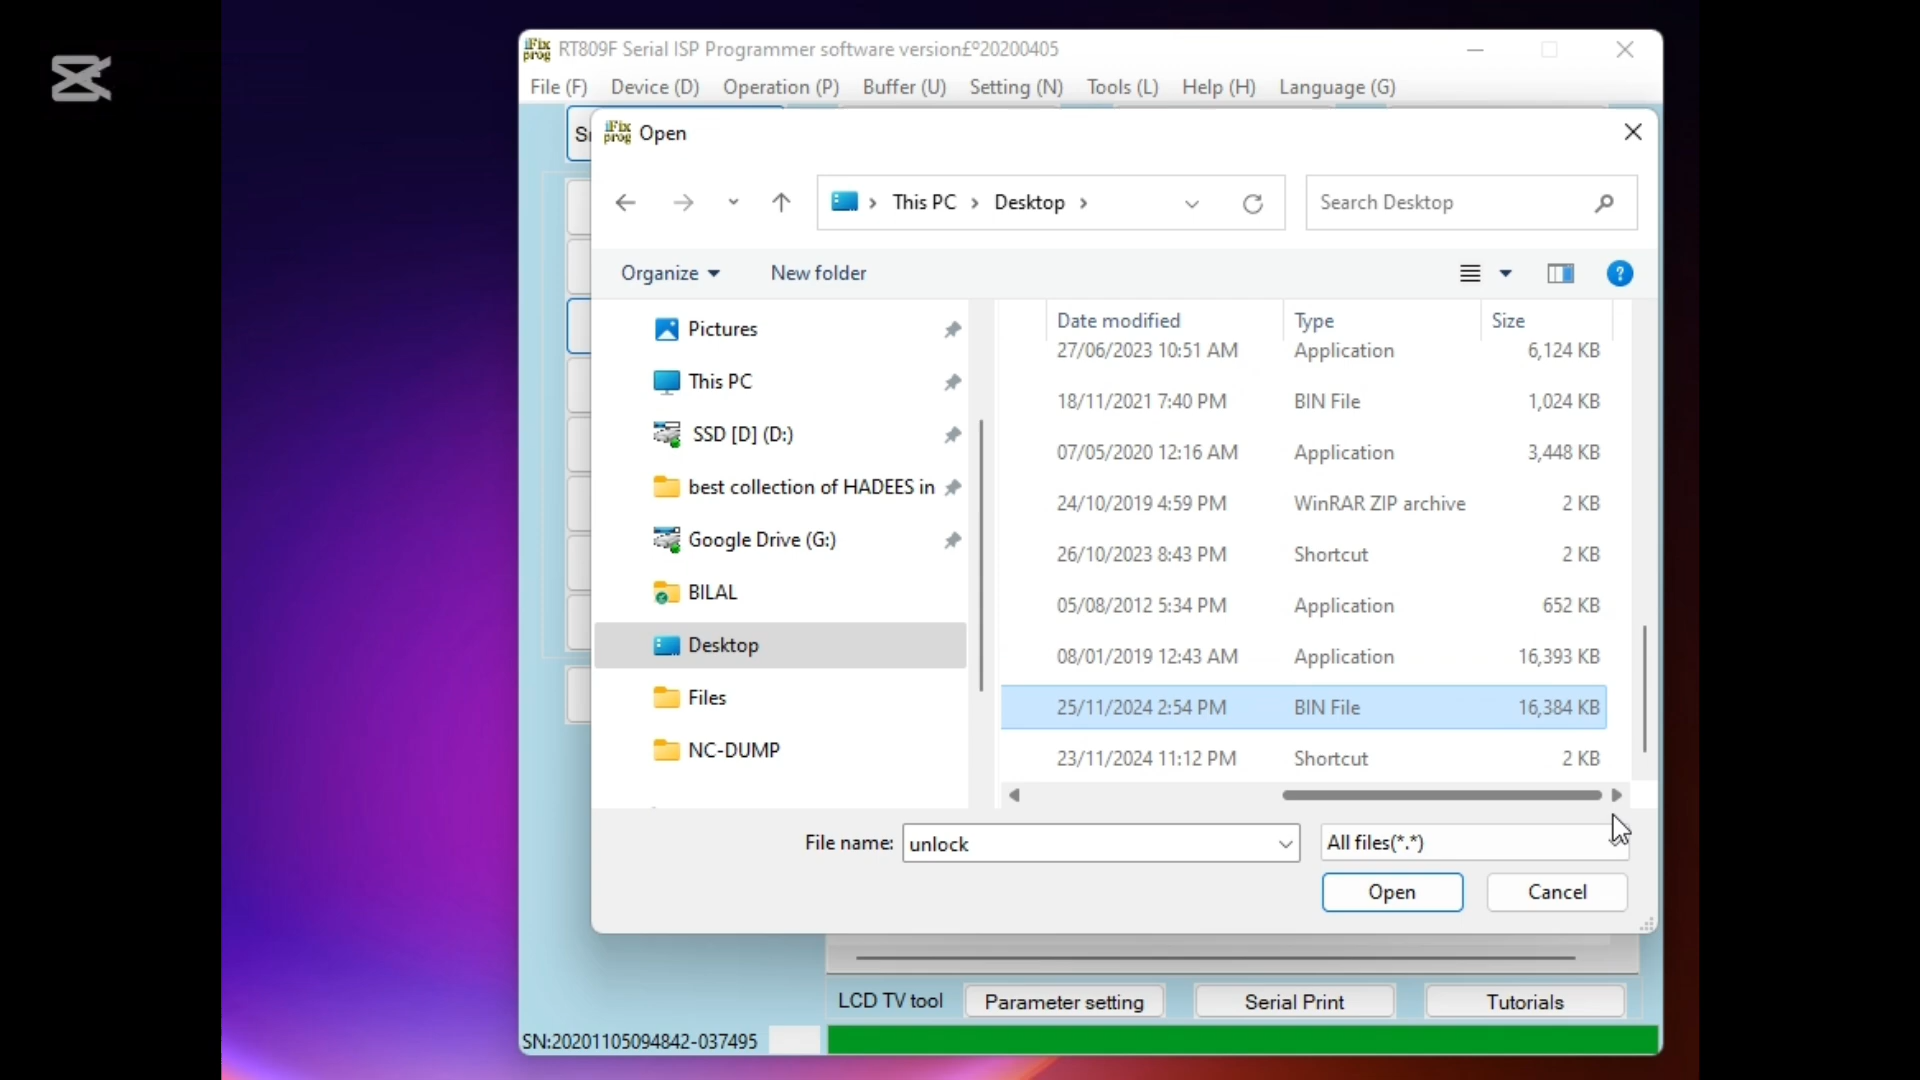 iFix prog RT809F Serial ISP Programmer software version£º20200405
File (F) Device (D) Operation (P) Buffer (U) Setting (N) Tools (L) Help (H) Language (G)
iFix prog Open
This PC > Desktop >
Search Desktop
Organize New folder
?
Pictures
This PC
SSD [D] (D:)
best collection of HADEES in
Google Drive (G:)
BILAL
Desktop
Files
NC-DUMP
Date modified Type Size
27/06/2023 10:51 AM Application 6,124 KB
18/11/2021 7:40 PM BIN File 1,024 KB
07/05/2020 12:16 AM Application 3,448 KB
24/10/2019 4:59 PM WinRAR ZIP archive 2 KB
26/10/2023 8:43 PM Shortcut 2 KB
05/08/2012 5:34 PM Application 652 KB
08/01/2019 12:43 AM Application 16,393 KB
25/11/2024 2:54 PM BIN File 16,384 KB
23/11/2024 11:12 PM Shortcut 2 KB
File name: unlock All files(*.*)
Open Cancel
LCD TV tool Parameter setting Serial Print Tutorials
SN:20201105094842-037495